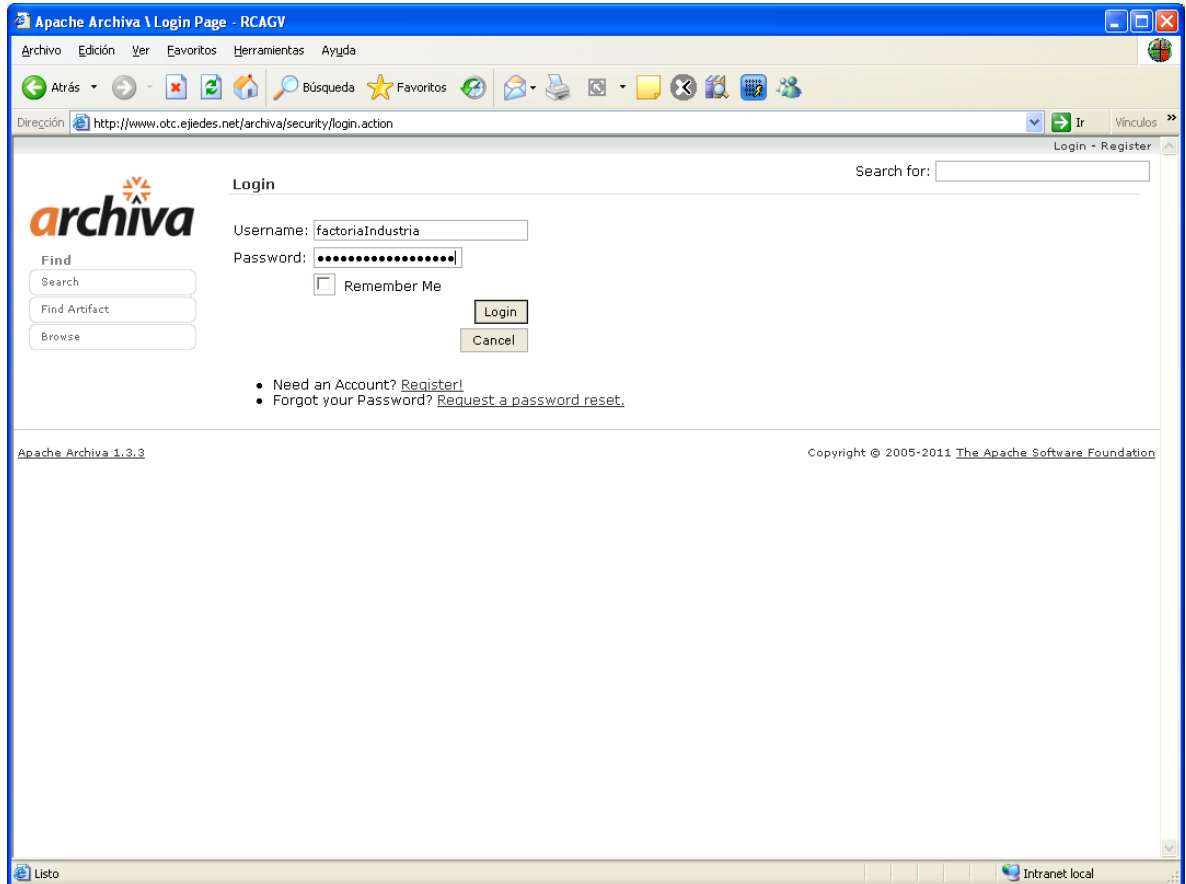 Apache Archiva \ Login Page - RCAGV
Archivo Edición Ver Favoritos Herramientas Ayuda
Atrás Búsqueda Favoritos
Dirección http://www.otc.ejiedes.net/archiva/security/login.action Ir Vínculos »
Login - Register
Search for:
archiva
Login
Username: factoriaIndustria
Password: ••••••••••••••••••
Remember Me
Login
Cancel
Find
Search
Find Artifact
Browse
• Need an Account? Register!
• Forgot your Password? Request a password reset.
Apache Archiva 1.3.3
Copyright © 2005-2011 The Apache Software Foundation
Listo
Intranet local